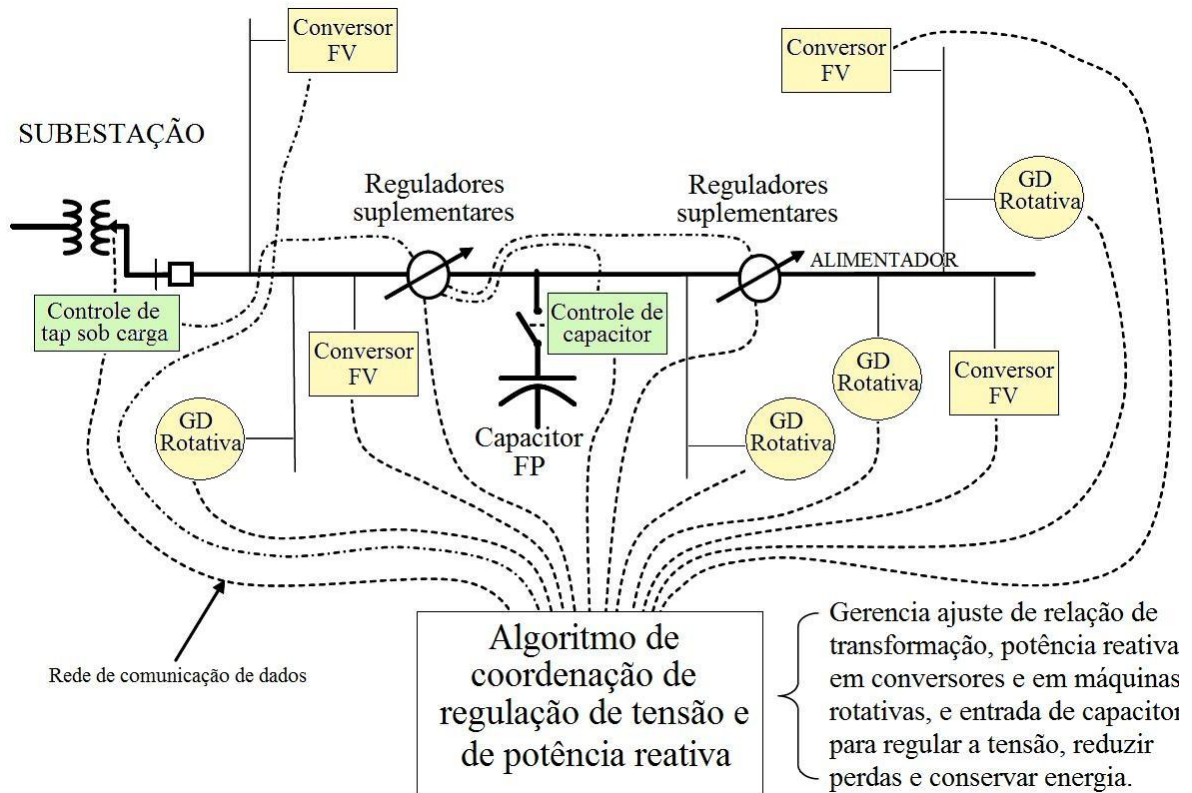 Conversor
FV
Conversor
FV
SUBESTAÇÃO
GD
Rotativa
Reguladores
suplementares
Reguladores
suplementares
ALIMENTADOR
Controle de
tap sob carga
Controle de
capacitor
Conversor
FV
GD
Rotativa
Conversor
FV
GD
Rotativa
Capacitor
FP
GD
Rotativa
Rede de comunicação de dados
Algoritmo de
coordenação de
regulação de tensão e
de potência reativa
Gerencia ajuste de relação de
transformação, potência reativa
em conversores e em máquinas
rotativas, e entrada de capacitor
para regular a tensão, reduzir
perdas e conservar energia.